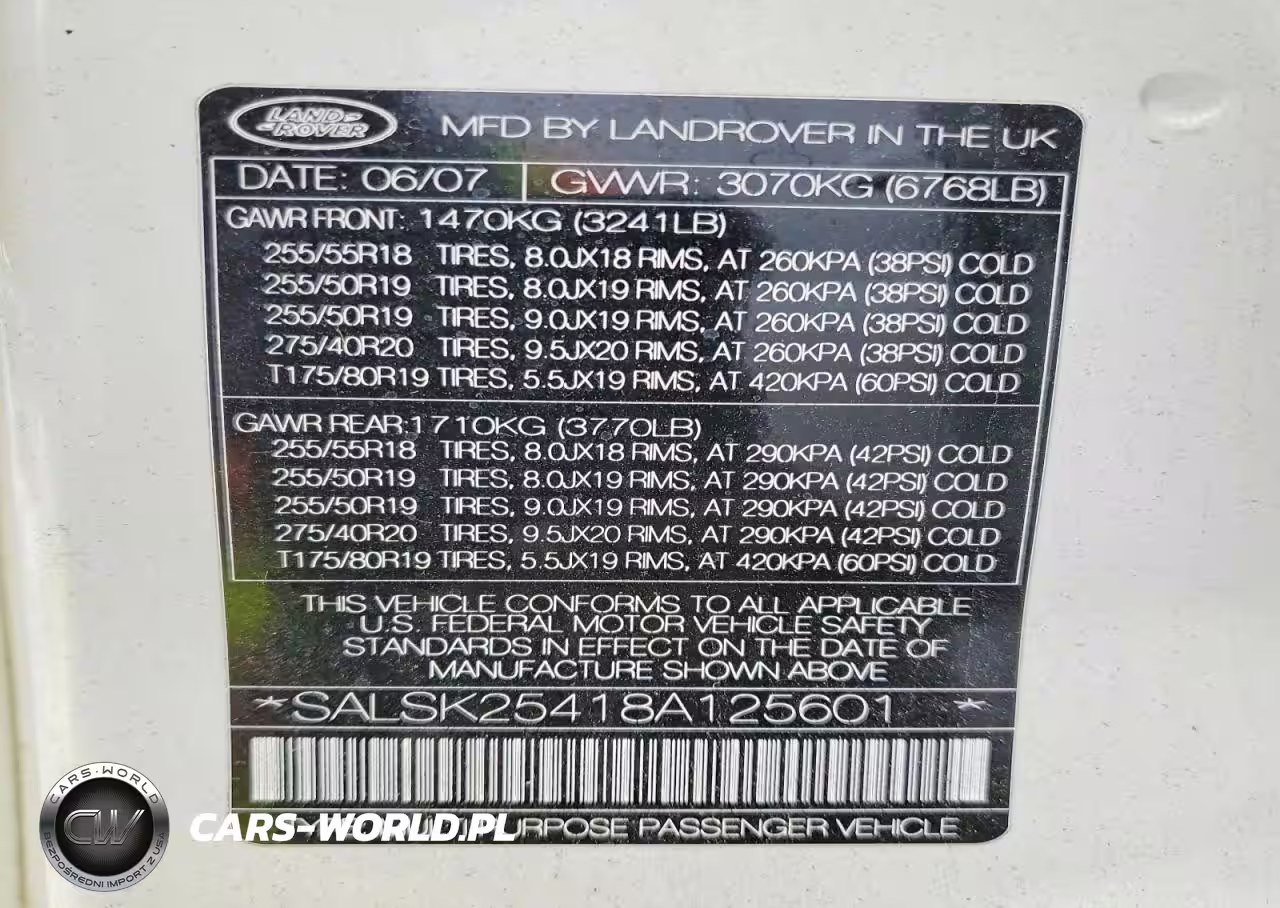 LAND-
-ROVER
MFD BY LANDROVER IN THE UK
DATE: 06/07 GVWR: 3070KG (6768LB)
GAWR FRONT: 1470KG (3241LB)
255/55R18 TIRES, 8.0JX18 RIMS, AT 260KPA (38PSI) COLD
255/50R19 TIRES, 8.0JX19 RIMS, AT 260KPA (38PSI) COLD
255/50R19 TIRES, 9.0JX19 RIMS, AT 260KPA (38PSI) COLD
275/40R20 TIRES, 9.5JX20 RIMS, AT 260KPA (38PSI) COLD
T175/80R19 TIRES, 5.5JX19 RIMS, AT 420KPA (60PSI) COLD
GAWR REAR:1710KG (3770LB)
255/55R18 TIRES, 8.0JX18 RIMS, AT 290KPA (42PSI) COLD
255/50R19 TIRES, 8.0JX19 RIMS, AT 290KPA (42PSI) COLD
255/50R19 TIRES, 9.0JX19 RIMS, AT 290KPA (42PSI) COLD
275/40R20 TIRES, 9.5JX20 RIMS, AT 290KPA (42PSI) COLD
T175/80R19 TIRES, 5.5JX19 RIMS, AT 420KPA (60PSI) COLD
THIS VEHICLE CONFORMS TO ALL APPLICABLE
U.S. FEDERAL MOTOR VEHICLE SAFETY
STANDARDS IN EFFECT ON THE DATE OF
MANUFACTURE SHOWN ABOVE
*SALSK25418A125601 *
PASSENGER VEHICLE
CARS-WORLD.PL
CARS-WORLD
CW
BEZPOŚREDNI IMPORT Z USA